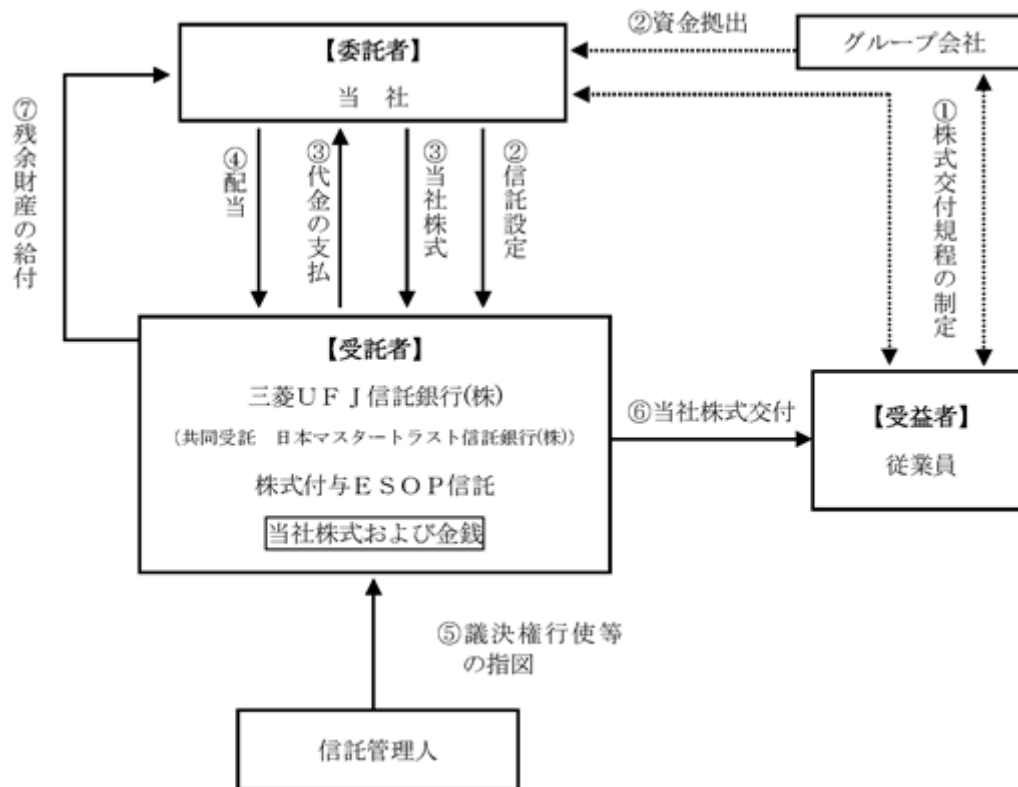 ②資金拠出
グループ会社
【委託者】
当　社
⑦残余財産の給付
④配当
③代金の支払
③当社株式
②信託設定
①株式交付規程の制定
【受託者】
三菱ＵＦＪ信託銀行(株)
（共同受託　日本マスタートラスト信託銀行(株)）
株式付与ＥＳＯＰ信託
当社株式および金銭
⑥当社株式交付
【受益者】
従業員
⑤議決権行使等
の指図
信託管理人